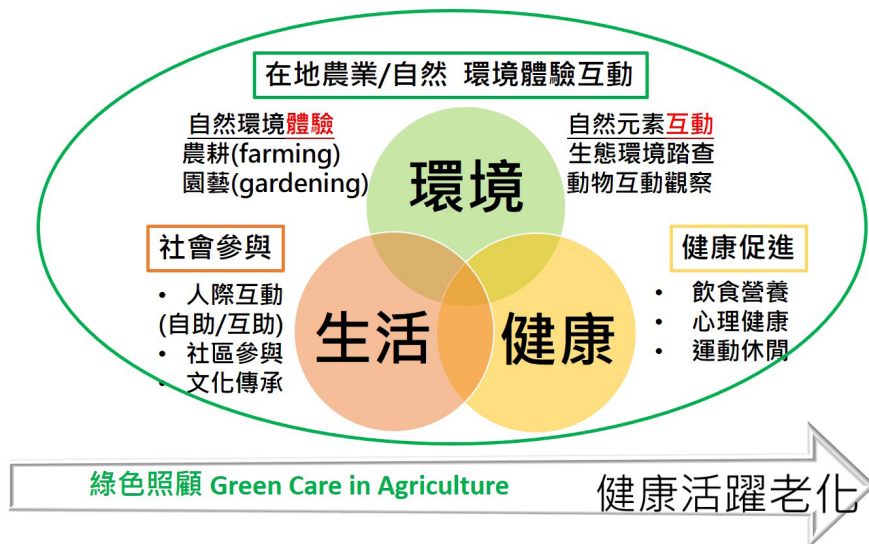 在地農業/自然 環境體驗互動
自然環境體驗
農耕(farming)
園藝(gardening)
自然元素互動
生態環境踏查
動物互動觀察
環境
社會參與
• 人際互動
(自助/互助)
• 社區參與
• 文化傳承
生活
健康
健康促進
• 飲食營養
• 心理健康
• 運動休閒
綠色照顧 Green Care in Agriculture
健康活躍老化